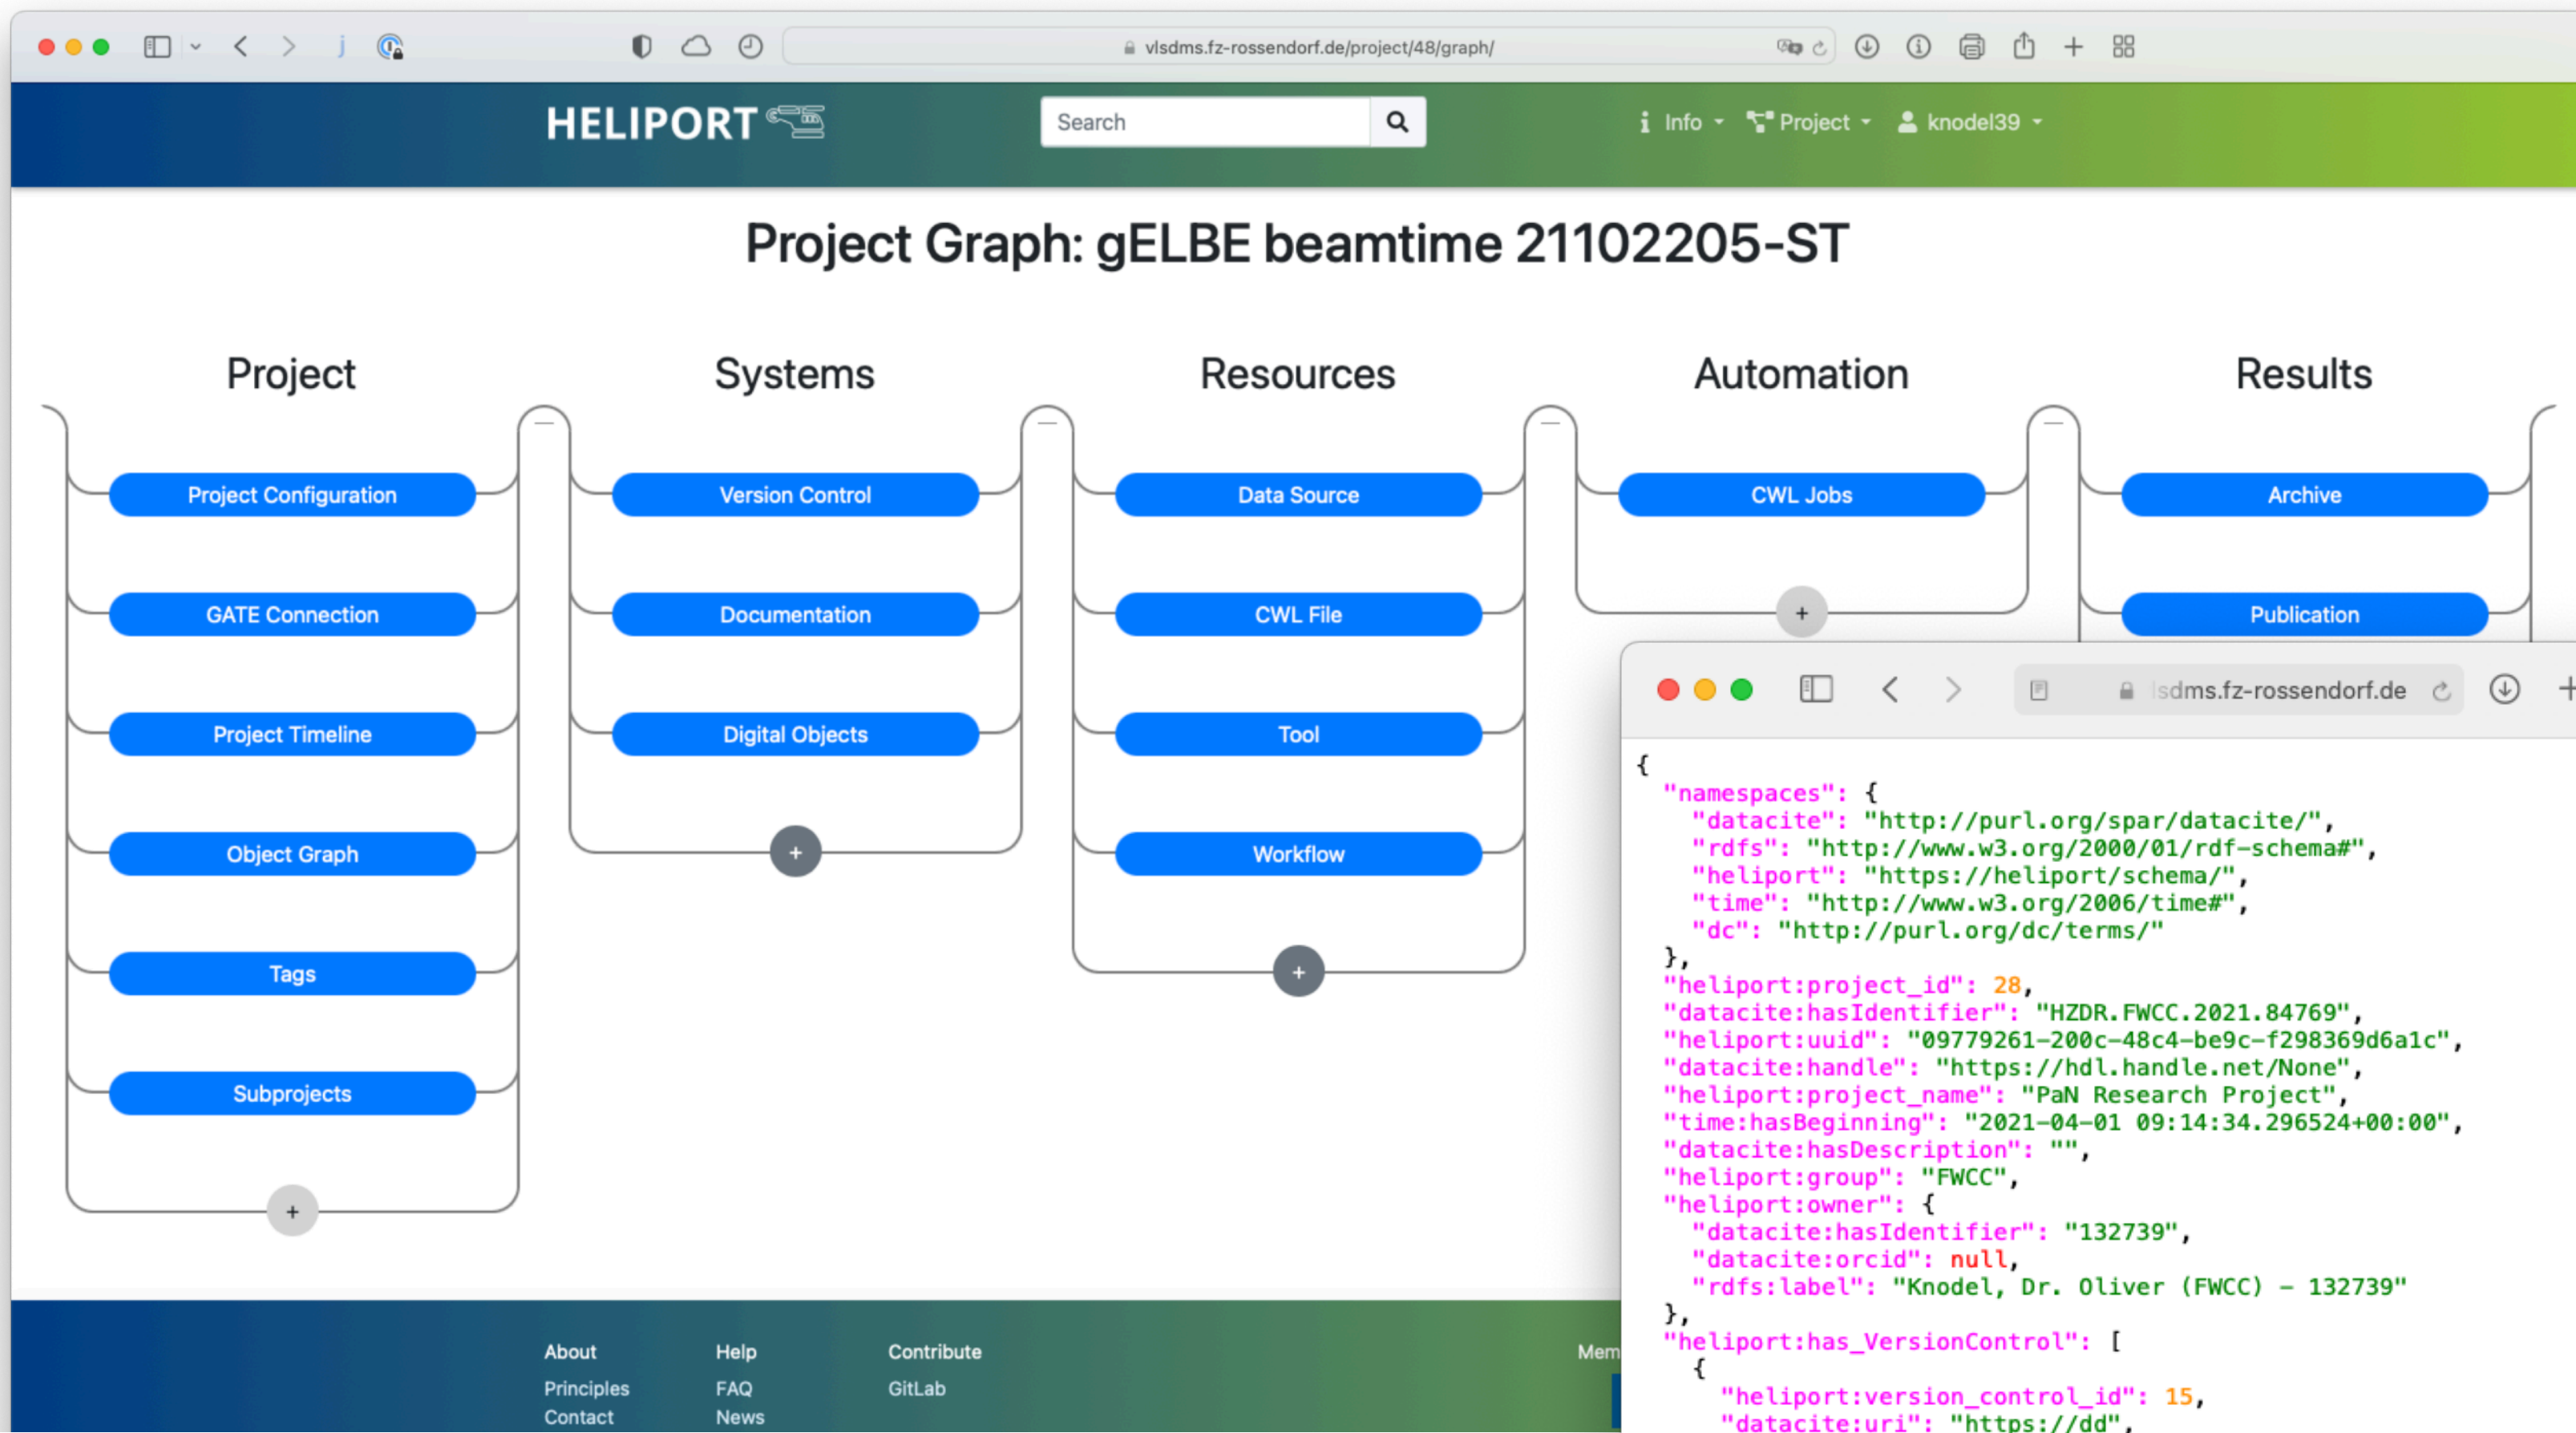 vlsdms.fz-rossendorf.de/project/48/graph/
HELIPORT
Search
Info
Project
knodel39
Project Graph: gELBE beamtime 21102205-ST
Project
Systems
Resources
Automation
Results
Project Configuration
Version Control
Data Source
CWL Jobs
Archive
GATE Connection
Documentation
CWL File
+
Publication
Project Timeline
Digital Objects
Tool
Object Graph
+
Workflow
Tags
+
Subprojects
+
About
Help
Contribute
Mem
Principles
FAQ
GitLab
Contact
News
lsdms.fz-rossendorf.de
{
"namespaces": {
"datacite": "http://purl.org/spar/datacite/",
"rdfs": "http://www.w3.org/2000/01/rdf-schema#",
"heliport": "https://heliport/schema/",
"time": "http://www.w3.org/2006/time#",
"dc": "http://purl.org/dc/terms/"
},
"heliport:project_id": 28,
"datacite:hasIdentifier": "HZDR.FWCC.2021.84769",
"heliport:uuid": "09779261-200c-48c4-be9c-f298369d6a1c",
"datacite:handle": "https://hdl.handle.net/None",
"heliport:project_name": "PaN Research Project",
"time:hasBeginning": "2021-04-01 09:14:34.296524+00:00",
"datacite:hasDescription": "",
"heliport:group": "FWCC",
"heliport:owner": {
"datacite:hasIdentifier": "132739",
"datacite:orcid": null,
"rdfs:label": "Knodel, Dr. Oliver (FWCC) – 132739"
},
"heliport:has_VersionControl": [
{
"heliport:version_control_id": 15,
"datacite:uri": "https://dd",